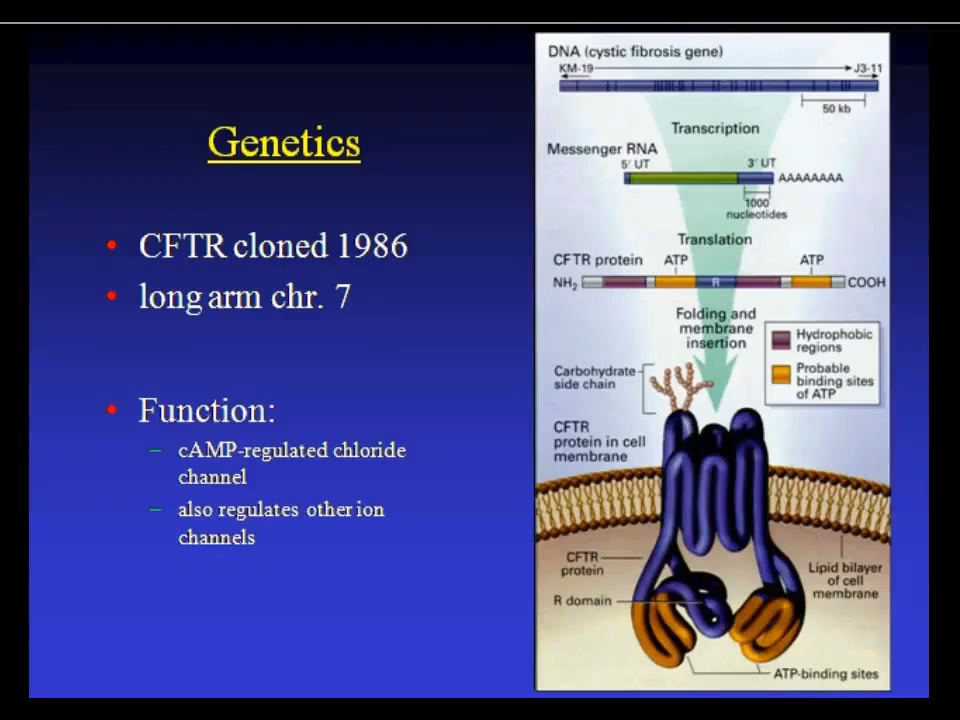 Genetics
• CFTR cloned 1986
• long arm chr. 7
• Function:
– cAMP-regulated chloride
channel
– also regulates other ion
channels
DNA (cystic fibrosis gene)
KM-19
J3-11
50 kb
Transcription
Messenger RNA
5′ UT
3′ UT
AAAAAAAA
1000
nucleotides
Translation
CFTR protein
ATP
ATP
NH2
R
COOH
Folding and
membrane
insertion
Hydrophobic
regions
Probable
binding sites
of ATP
Carbohydrate
side chain
CFTR
protein in cell
membrane
CFTR
protein
Lipid bilayer
of cell
membrane
R domain
ATP-binding sites